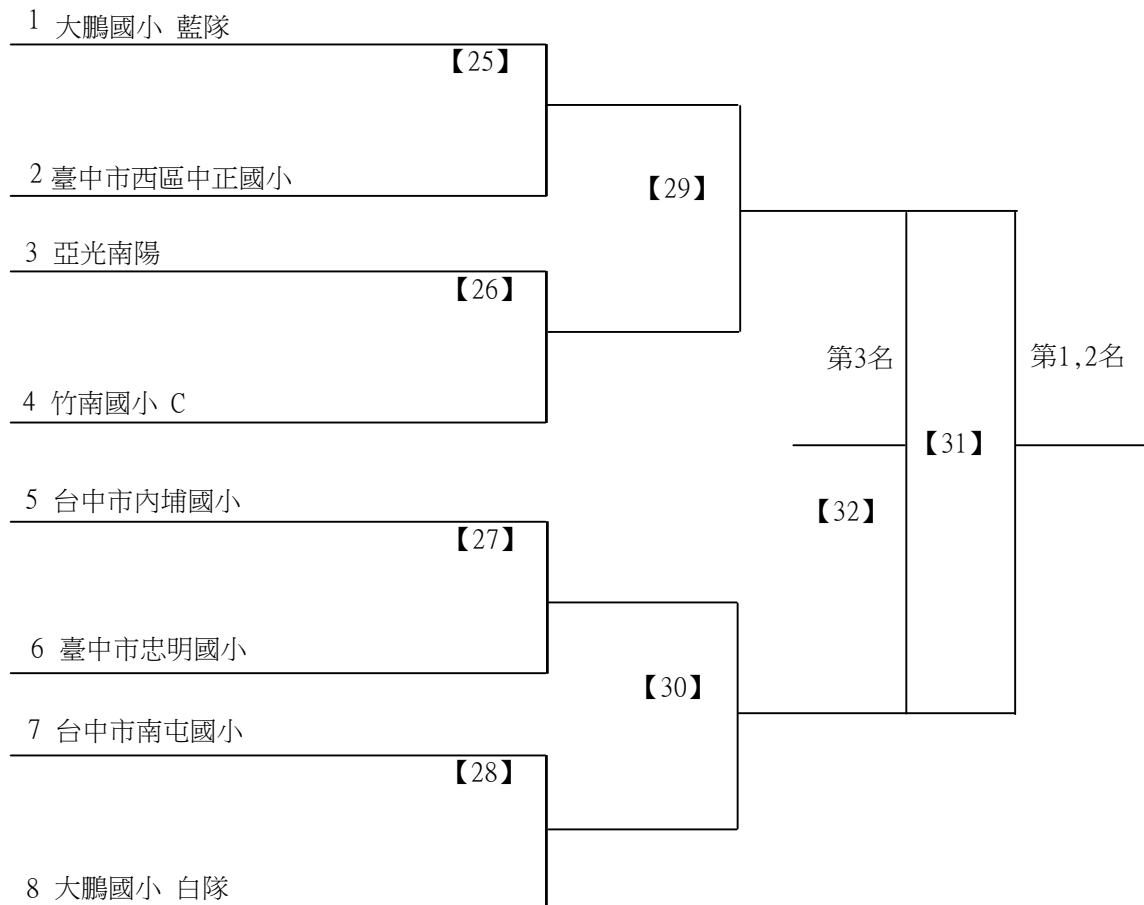 1 大鵬國小 藍隊
【25】
2 臺中市西區中正國小
【29】
3 亞光南陽
【26】
第3名
第1,2名
4 竹南國小 C
【31】
5 台中市內埔國小
【32】
【27】
6 臺中市忠明國小
【30】
7 台中市南屯國小
【28】
8 大鵬國小 白隊